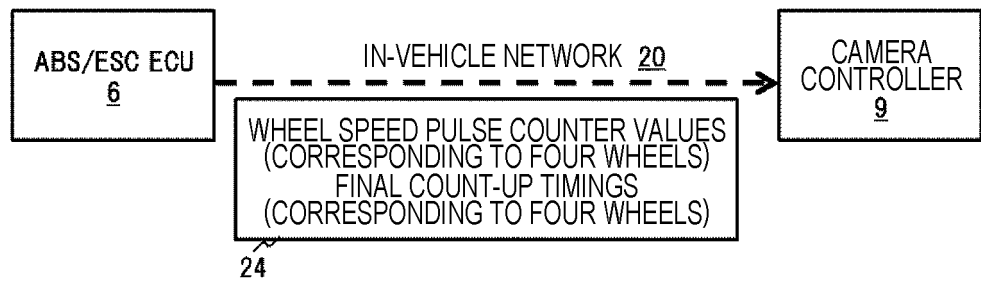 ABS/ESC ECU
6
IN-VEHICLE NETWORK 20
CAMERA
CONTROLLER
9
WHEEL SPEED PULSE COUNTER VALUES
(CORRESPONDING TO FOUR WHEELS)
FINAL COUNT-UP TIMINGS
(CORRESPONDING TO FOUR WHEELS)
24